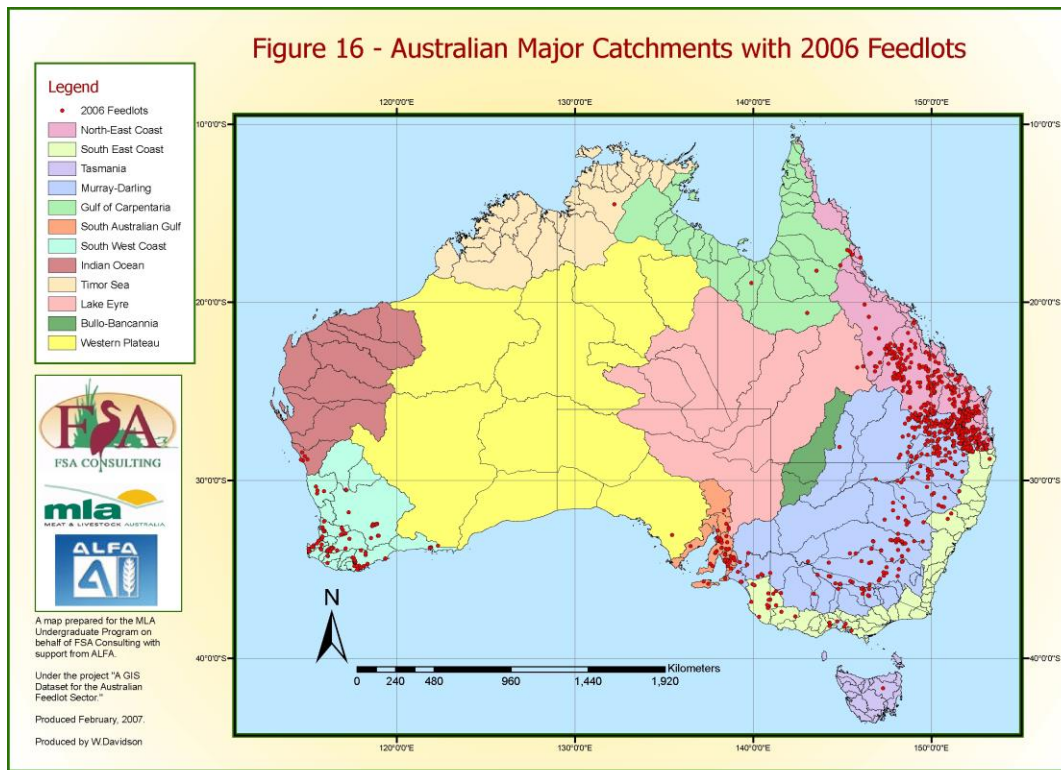 Figure 16 - Australian Major Catchments with 2006 Feedlots
Legend
2006 Feedlots
North-East Coast
South East Coast
Tasmania
Murray-Darling
Gulf of Carpentaria
South Australian Gulf
South West Coast
Indian Ocean
Timor Sea
Lake Eyre
Bullo-Bancannia
Western Plateau
FSA
FSA CONSULTING
mla
MEAT & LIVESTOCK AUSTRALIA
ALFA
A map prepared for the MLA
Undergraduate Program on
behalf of FSA Consulting with
support from ALFA.
Under the project "A GIS
Dataset for the Australian
Feedlot Sector."
Produced February, 2007.
Produced by W.Davidson
120°0'0"E 130°0'0"E 140°0'0"E 150°0'0"E
10°0'0"S 10°0'0"S
20°0'0"S 20°0'0"S
30°0'0"S 30°0'0"S
40°0'0"S 40°0'0"S
N
Kilometers
0 240 480 960 1,440 1,920
120°0'0"E 130°0'0"E 140°0'0"E 150°0'0"E